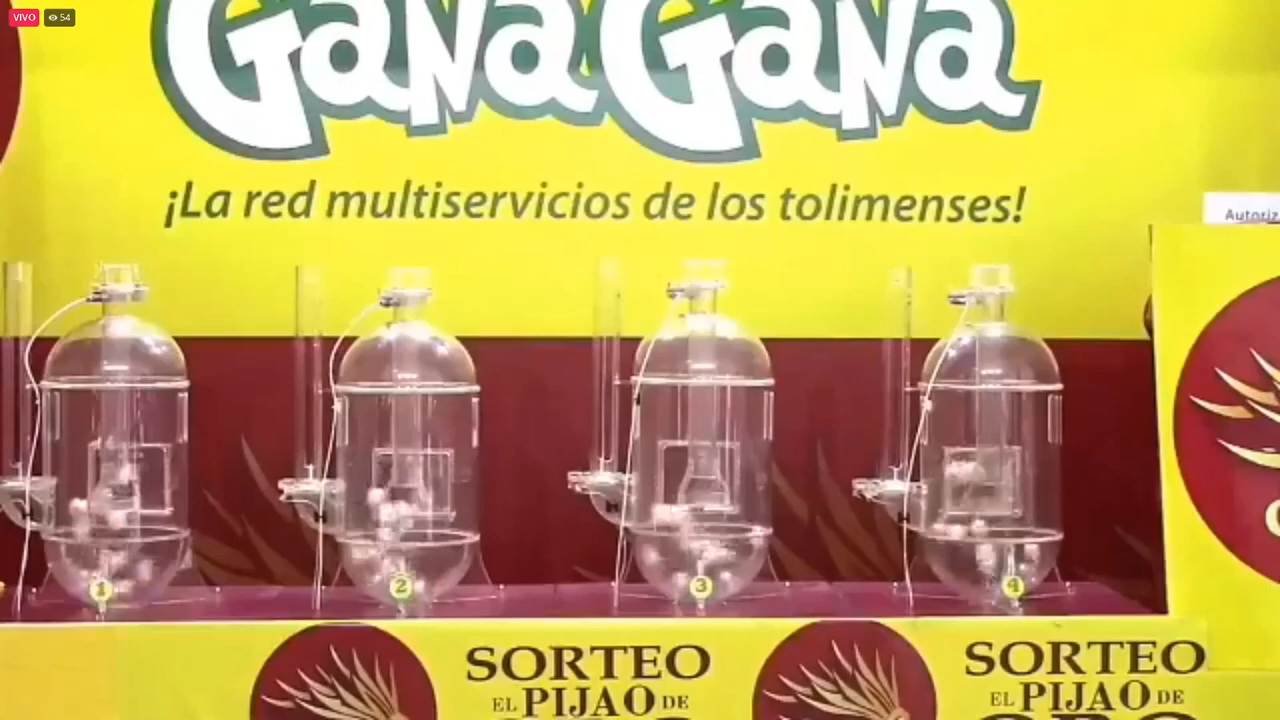 VIVO 54
GanaGana
¡La red multiservicios de los tolimenses!
1
2
3
4
SORTEO
EL PIJAO DE
SORTEO
EL PIJAO DE